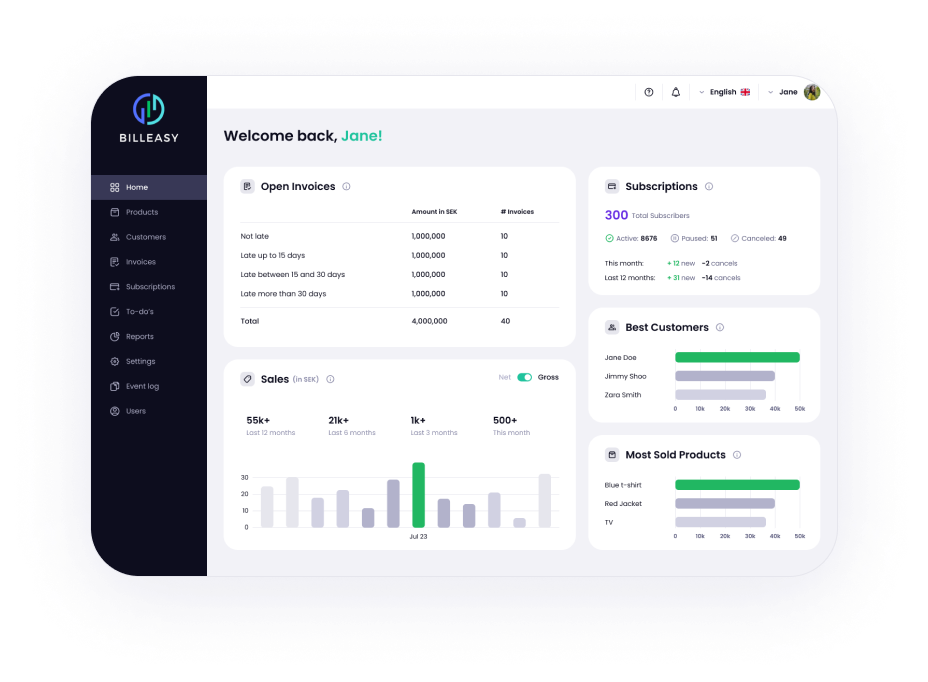 BILLEASY
Home
Products
Customers
Invoices
Subscriptions
To-do's
Reports
Settings
Event log
Users
English
Jane
Welcome back, Jane!
Open Invoices
Amount in SEK # Invoices
Not late 1,000,000 10
Late up to 15 days 1,000,000 10
Late between 15 and 30 days 1,000,000 10
Late more than 30 days 1,000,000 10
Total 4,000,000 40
Sales (in SEK)
Net Gross
55k+ 21k+ 1k+ 500+
Last 12 months Last 6 months Last 3 months This month
30
20
10
0
Jul 23
Subscriptions
300 Total Subscribers
Active: 8676 Paused: 51 Canceled: 49
This month: + 12 new -2 cancels
Last 12 months: + 31 new -14 cancels
Best Customers
Jane Doe
Jimmy Shoo
Zara Smith
0 10k 20k 30k 40k 50k
Most Sold Products
Blue t-shirt
Red Jacket
TV
0 10k 20k 30k 40k 50k